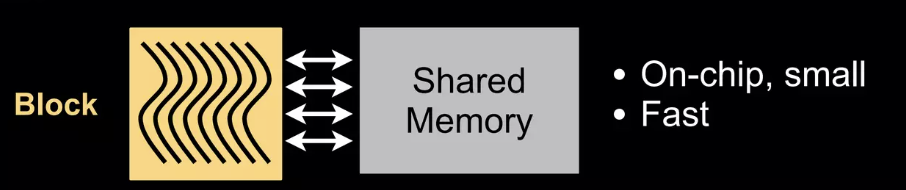 Block
Shared
Memory
• On-chip, small
• Fast